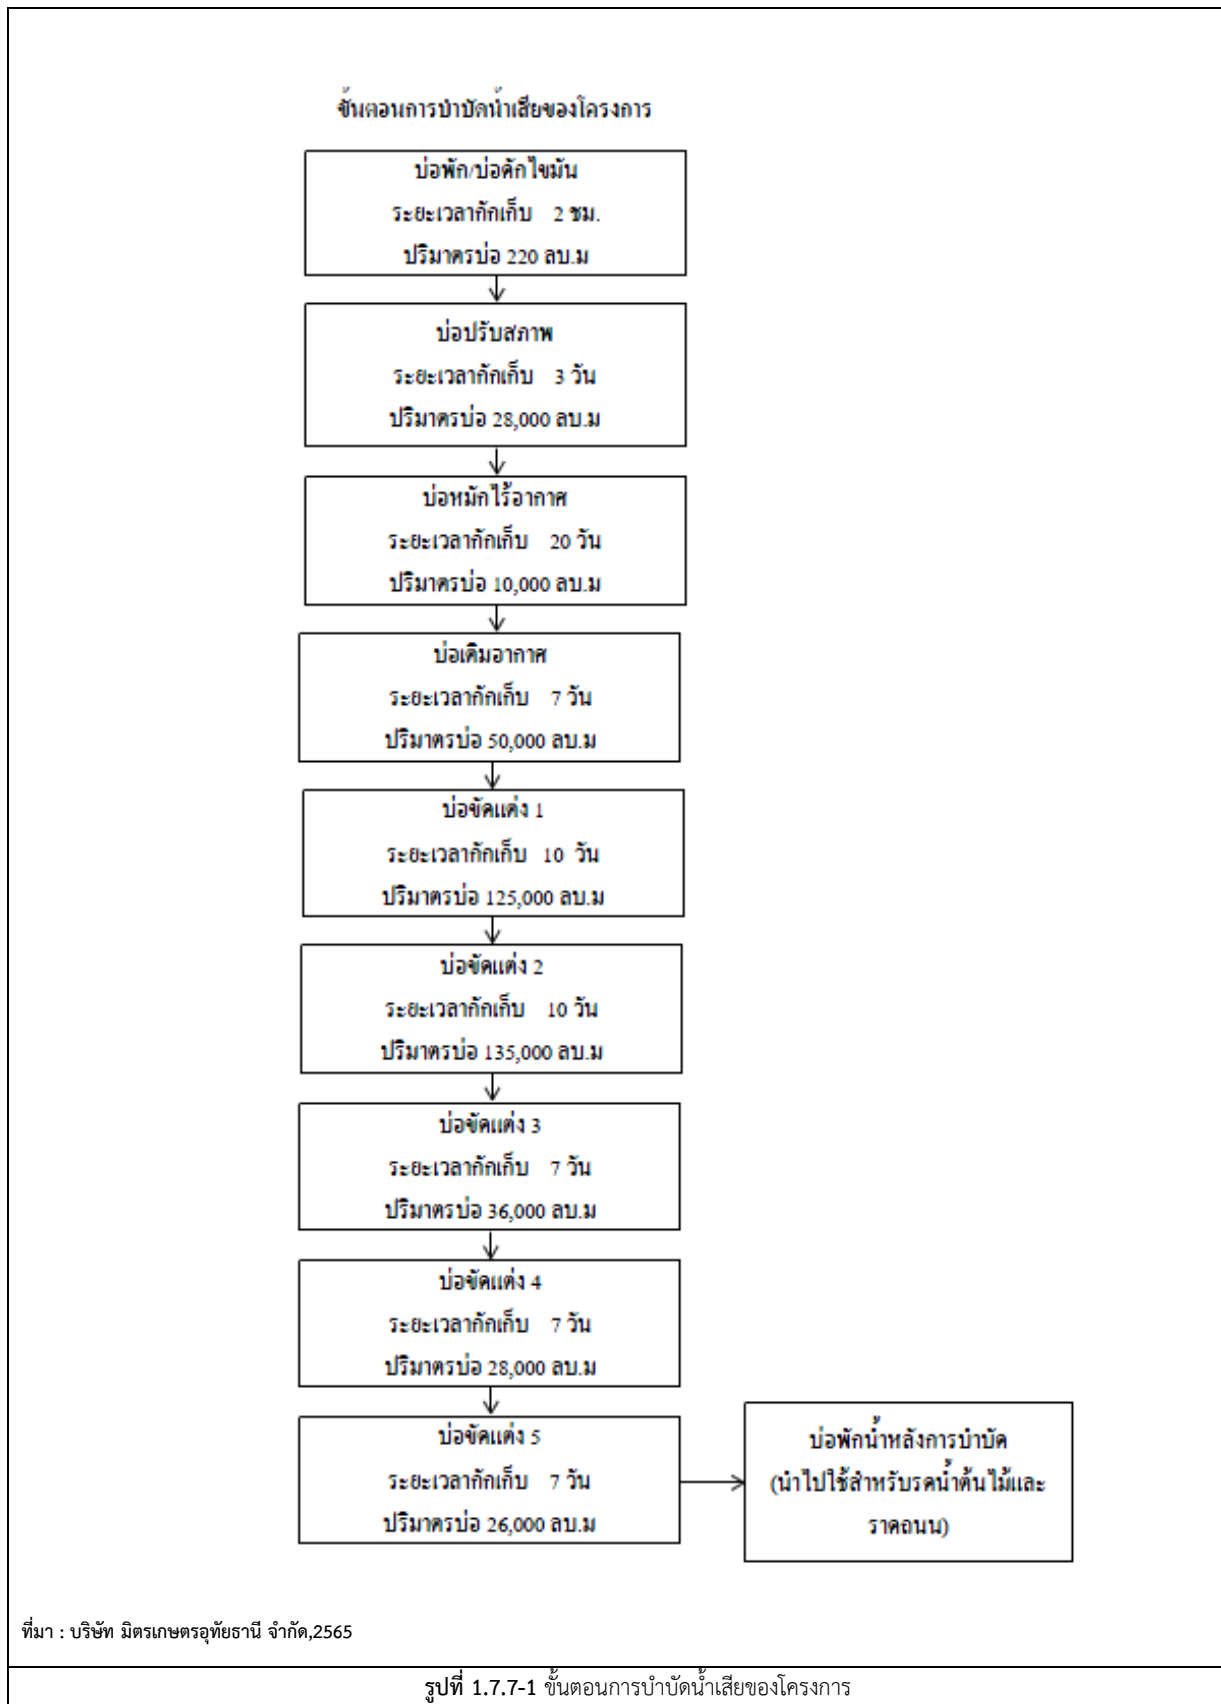 ขั้นตอนการบำบัดน้ำเสียของโครงการ
บ่อพัก/บ่อดักไขมัน
ระยะเวลากักเก็บ 2 ชม.
ปริมาตรบ่อ 220 ลบ.ม
บ่อปรับสภาพ
ระยะเวลากักเก็บ 3 วัน
ปริมาตรบ่อ 28,000 ลบ.ม
บ่อหมักไร้อากาศ
ระยะเวลากักเก็บ 20 วัน
ปริมาตรบ่อ 10,000 ลบ.ม
บ่อเติมอากาศ
ระยะเวลากักเก็บ 7 วัน
ปริมาตรบ่อ 50,000 ลบ.ม
บ่อขัดแต่ง 1
ระยะเวลากักเก็บ 10 วัน
ปริมาตรบ่อ 125,000 ลบ.ม
บ่อขัดแต่ง 2
ระยะเวลากักเก็บ 10 วัน
ปริมาตรบ่อ 135,000 ลบ.ม
บ่อขัดแต่ง 3
ระยะเวลากักเก็บ 7 วัน
ปริมาตรบ่อ 36,000 ลบ.ม
บ่อขัดแต่ง 4
ระยะเวลากักเก็บ 7 วัน
ปริมาตรบ่อ 28,000 ลบ.ม
บ่อขัดแต่ง 5
ระยะเวลากักเก็บ 7 วัน
ปริมาตรบ่อ 26,000 ลบ.ม
บ่อพักน้ำหลังการบำบัด
(นำไปใช้สำหรับรดน้ำต้นไม้และ
ราดถนน)
ที่มา : บริษัท มิตรเกษตรอุทัยธานี จำกัด,2565
รูปที่ 1.7.7-1 ขั้นตอนการบำบัดน้ำเสียของโครงการ